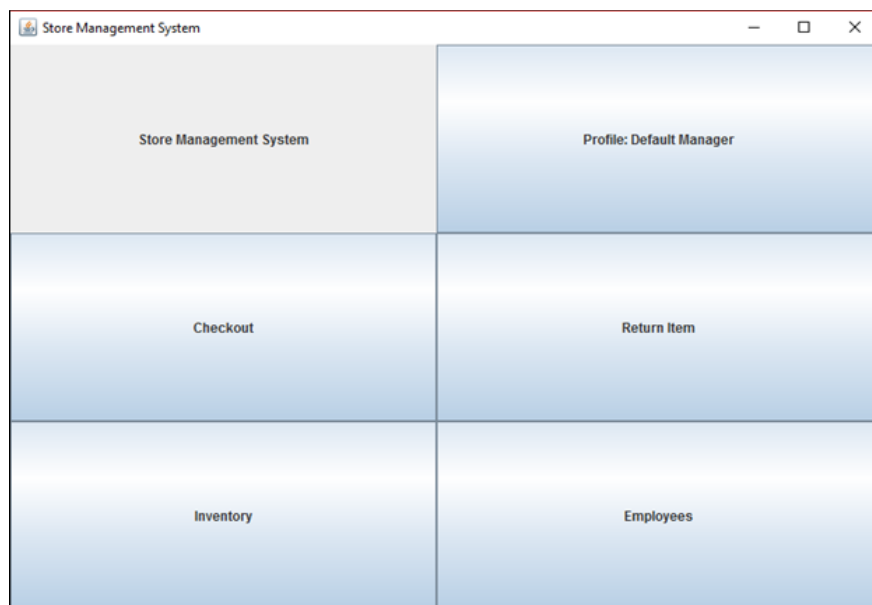 Store Management System
Store Management System
Profile: Default Manager
Checkout
Return Item
Inventory
Employees